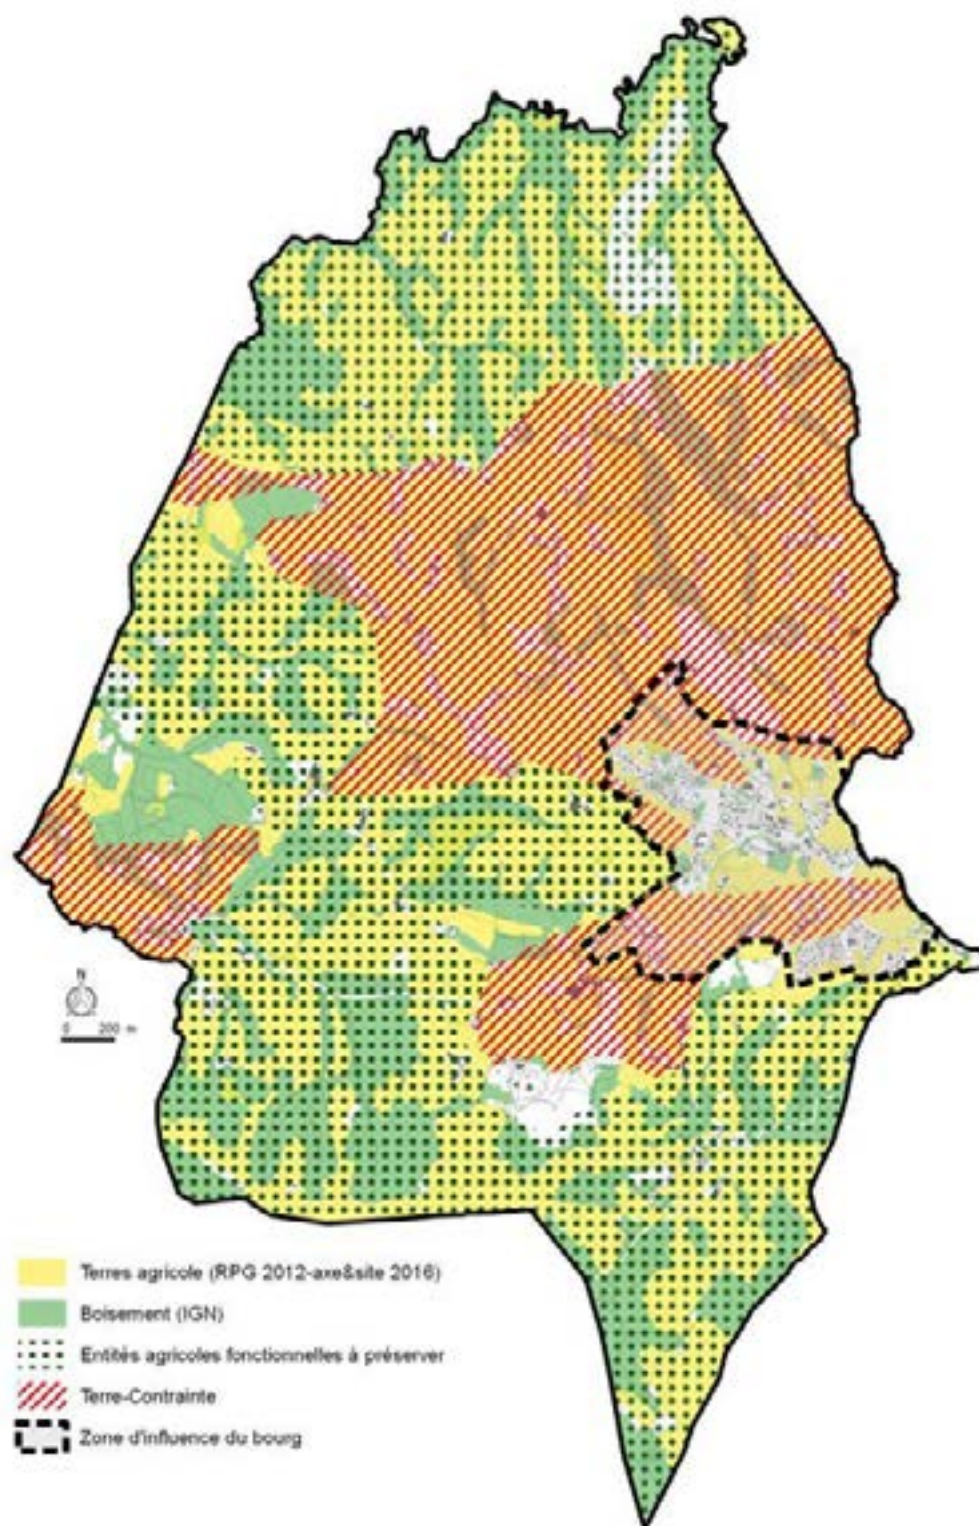 N
0 200 m
Terres agricole (RPG 2012-axe&site 2016)
Boisement (IGN)
Entités agricoles fonctionnelles à préserver
Terre-Contrainte
Zone d'influence du bourg